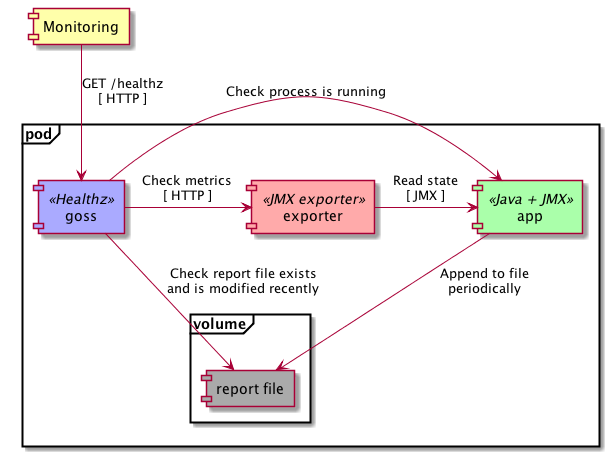 Monitoring
GET /healthz
[ HTTP ]
Check process is running
pod
«Healthz»
goss
Check metrics
[ HTTP ]
«JMX exporter»
exporter
Read state
[ JMX ]
«Java + JMX»
app
Check report file exists
and is modified recently
Append to file
periodically
volume
report file